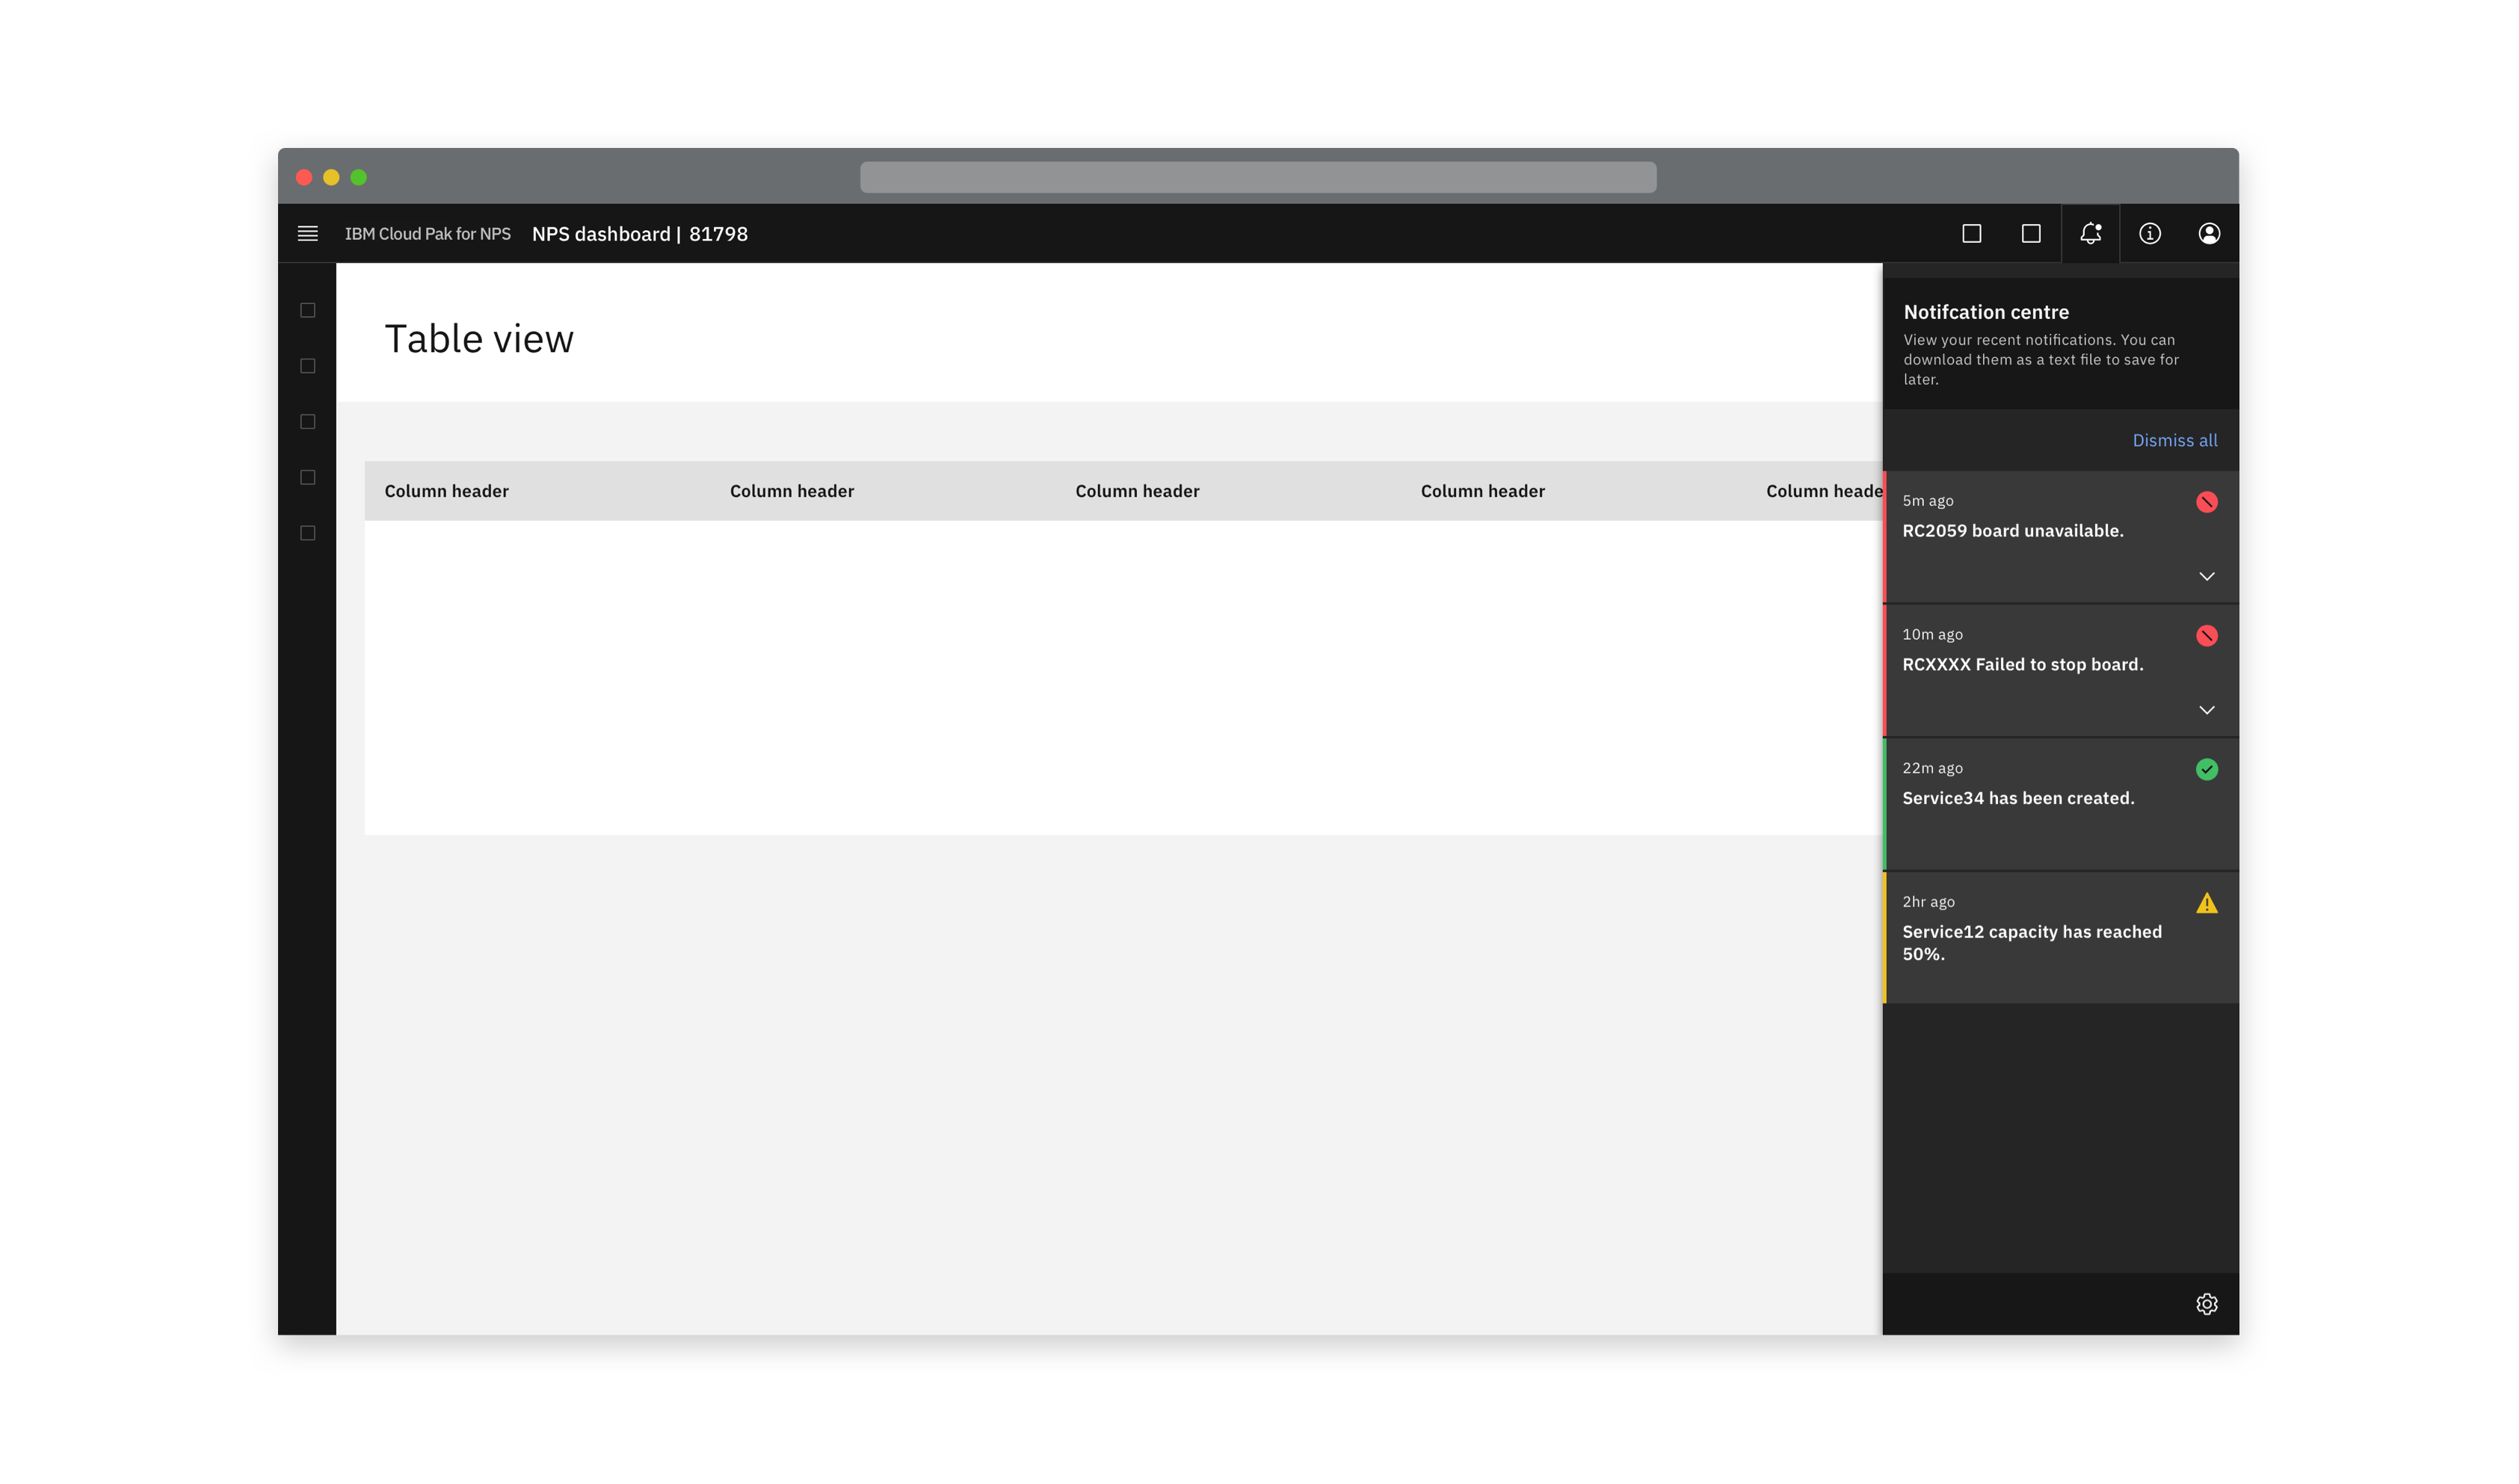 IBM Cloud Pak for NPS NPS dashboard | 81798
Table view
Column header Column header Column header Column header Column heade
Notifcation centre
View your recent notifications. You can
download them as a text file to save for
later.
Dismiss all
5m ago
RC2059 board unavailable.
10m ago
RCXXXX Failed to stop board.
22m ago
Service34 has been created.
2hr ago
Service12 capacity has reached
50%.